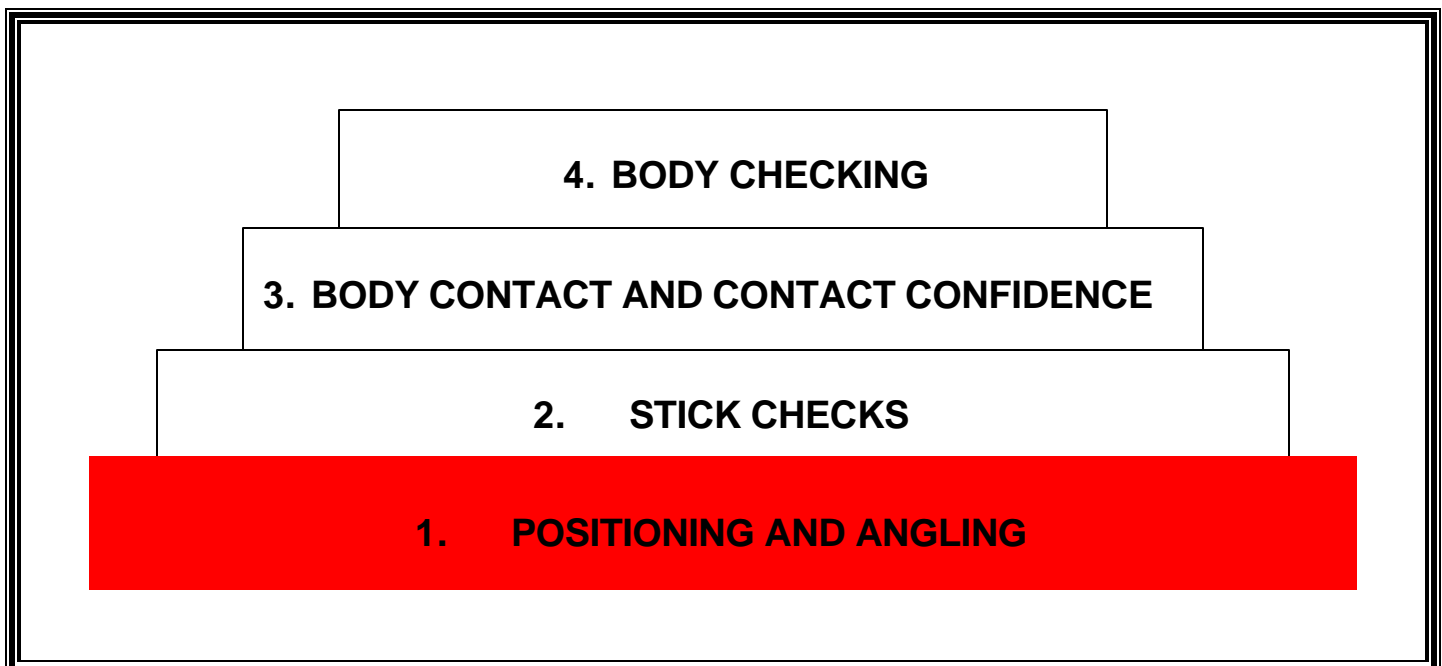 4. BODY CHECKING
3. BODY CONTACT AND CONTACT CONFIDENCE
2. STICK CHECKS
1. POSITIONING AND ANGLING